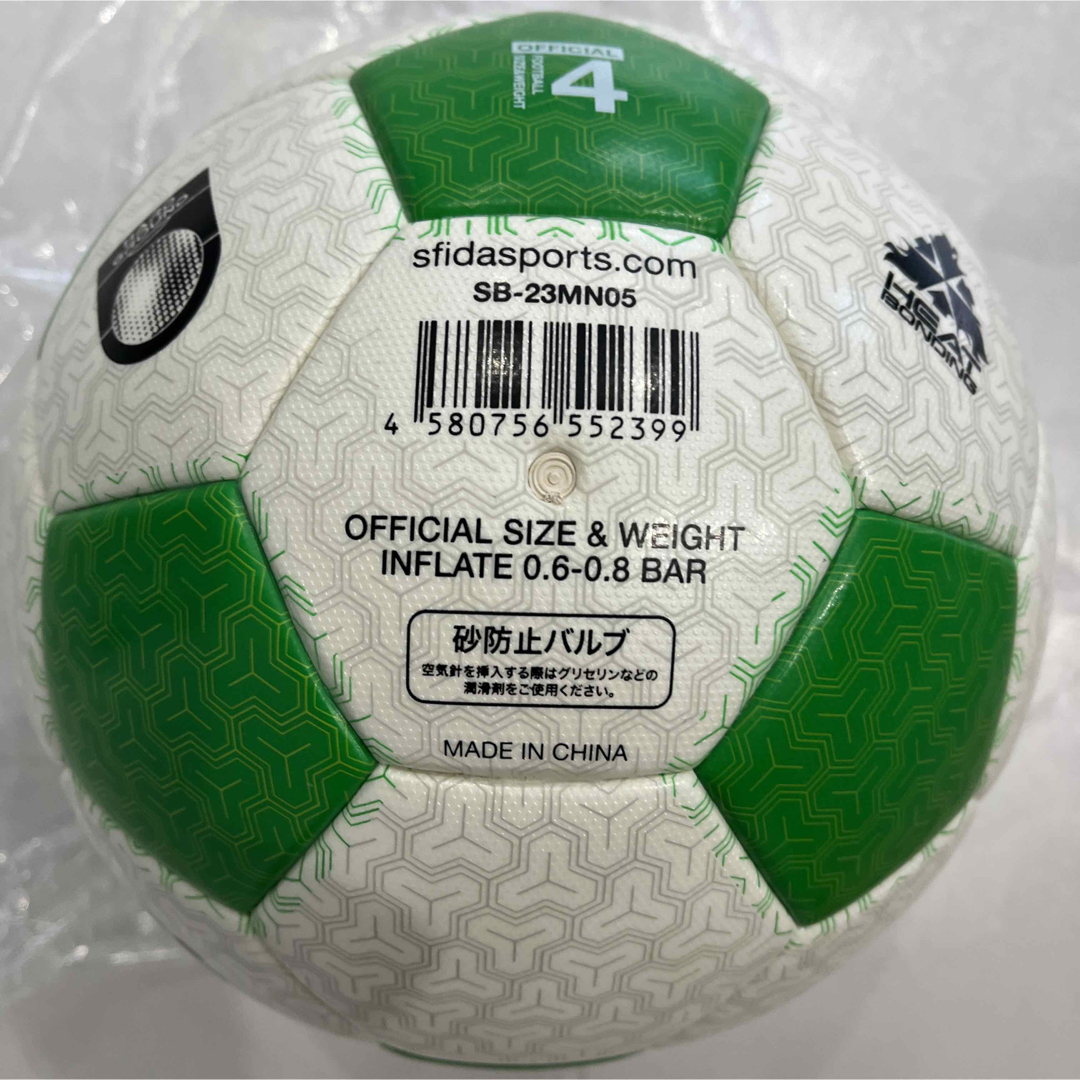 OFFICIAL
4
FOOTBALL
SIZE&WEIGHT
sfidasports.com
SB-23MN05
4 580756 552399
HEAT
BONDING
OFFICIAL SIZE & WEIGHT
INFLATE 0.6-0.8 BAR
砂防止バルブ
空気針を挿入する際はグリセリンなどの
潤滑剤をご使用ください。
MADE IN CHINA